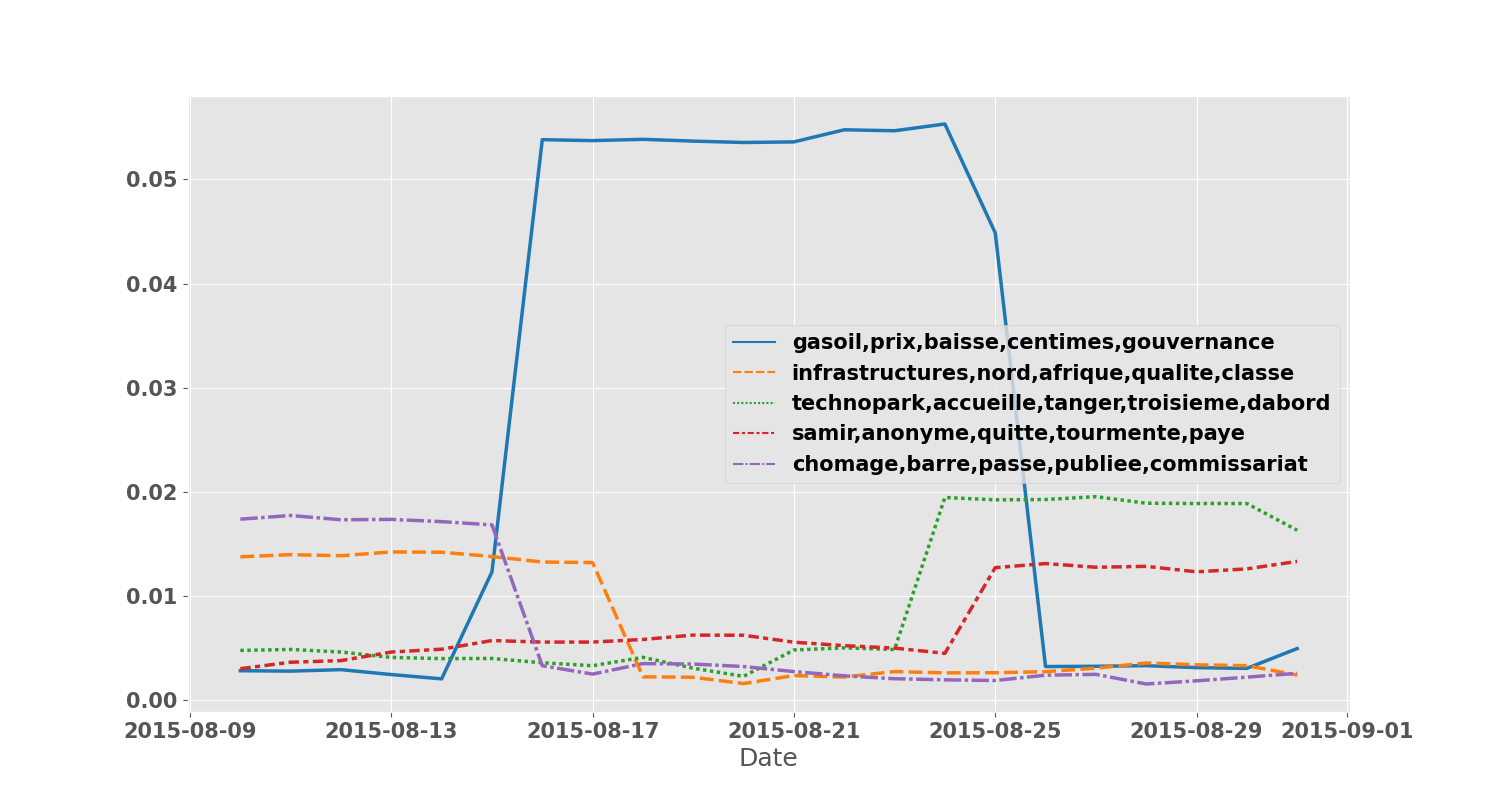 0.05
0.04
0.03
0.02
0.01
0.00
gasoil,prix,baisse,centimes,gouvernance
infrastructures,nord,afrique,qualite,classe
technopark,accueille,tanger,troisieme,dabord
samir,anonyme,quitte,tourmente,paye
chomage,barre,passe,publiee,commissariat
2015-08-09 2015-08-13 2015-08-17 2015-08-21 2015-08-25 2015-08-29 2015-09-01
Date